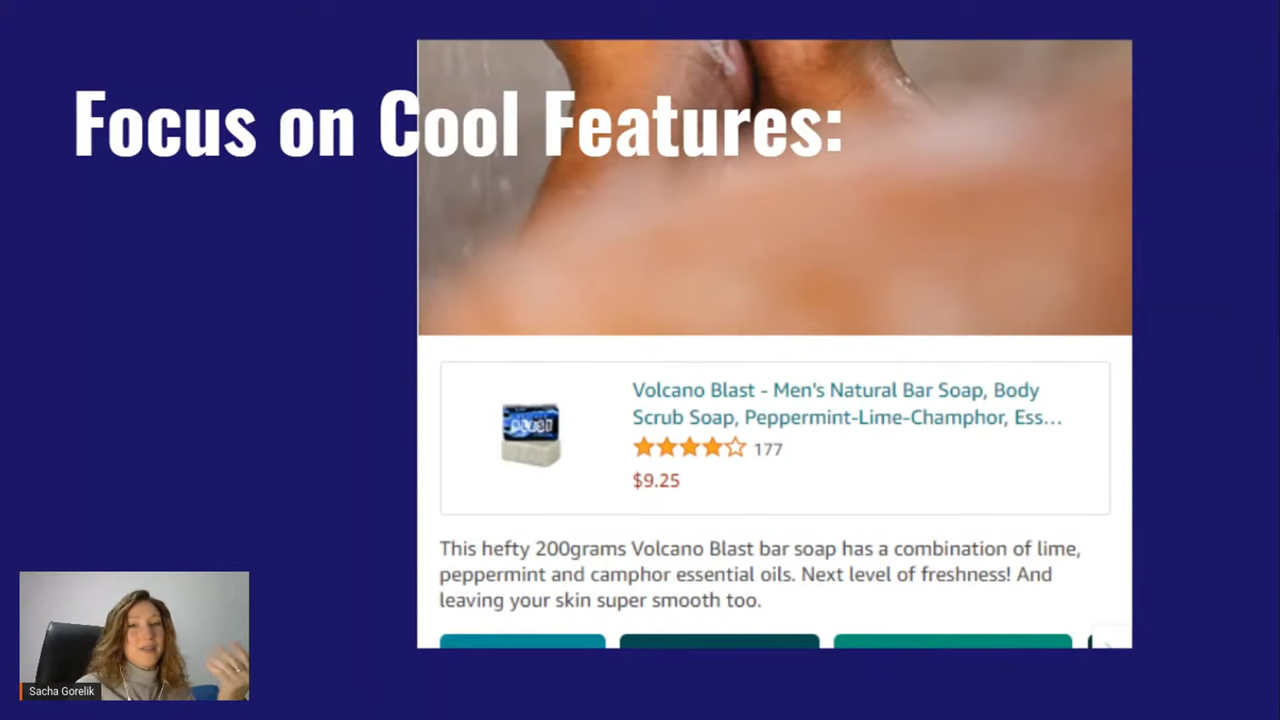 Focus on Cool Features:
Volcano Blast - Men's Natural Bar Soap, Body
Scrub Soap, Peppermint-Lime-Champhor, Ess...
177
$9.25
This hefty 200grams Volcano Blast bar soap has a combination of lime,
peppermint and camphor essential oils. Next level of freshness! And
leaving your skin super smooth too.
Sacha Gorelik